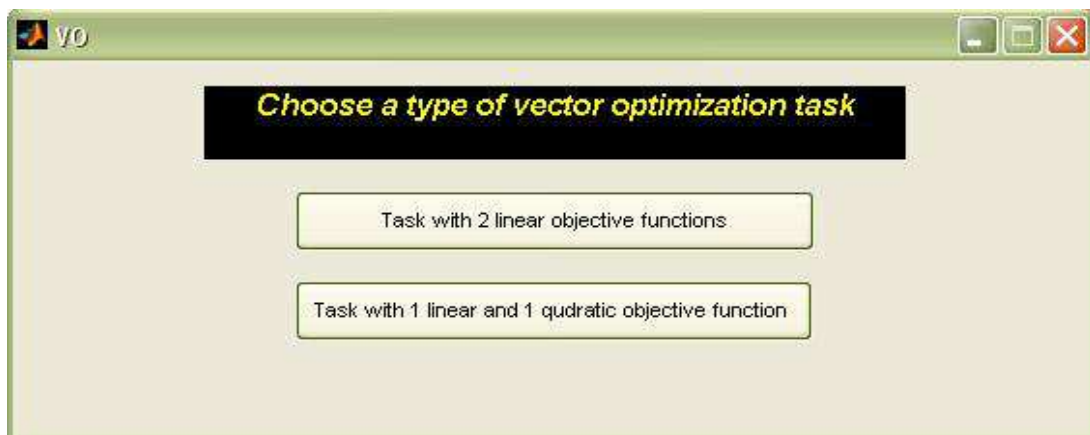 VO
Choose a type of vector optimization task
Task with 2 linear objective functions
Task with 1 linear and 1 qudratic objective function